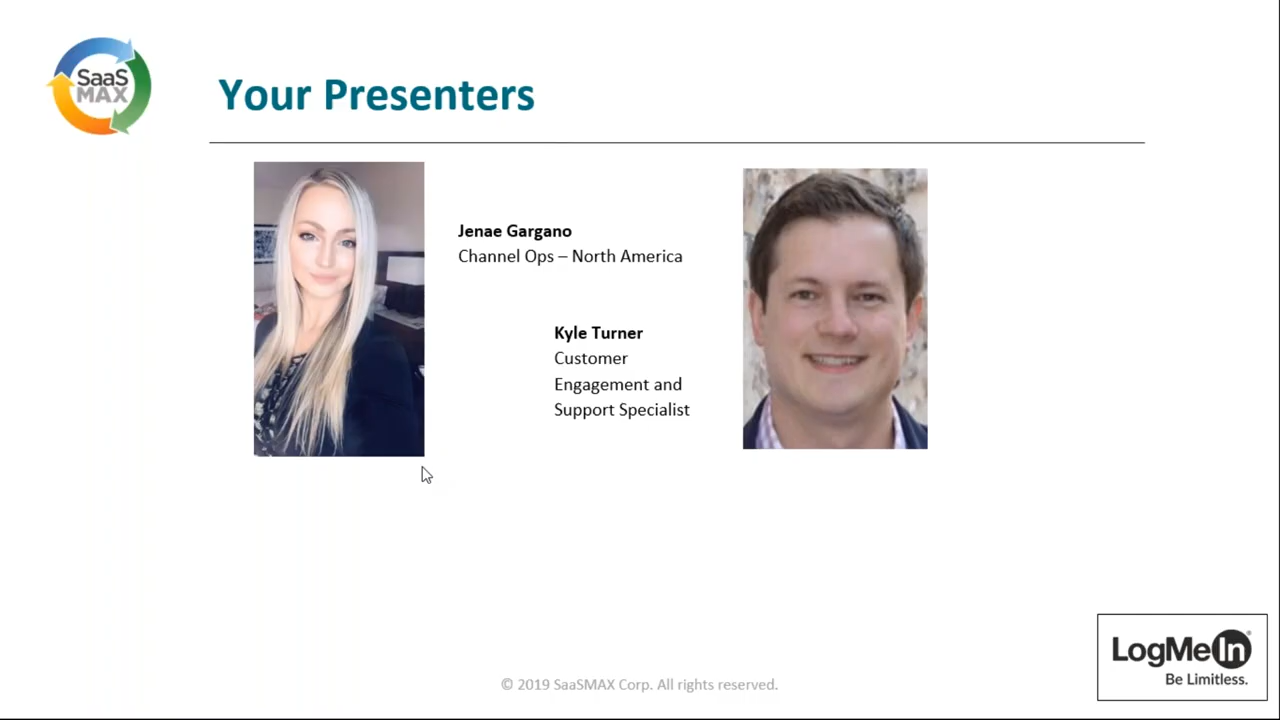 SaaS
MAX
Your Presenters
Jenae Gargano
Channel Ops – North America
Kyle Turner
Customer
Engagement and
Support Specialist
LogMeIn®
Be Limitless.
© 2019 SaaSMAX Corp. All rights reserved.